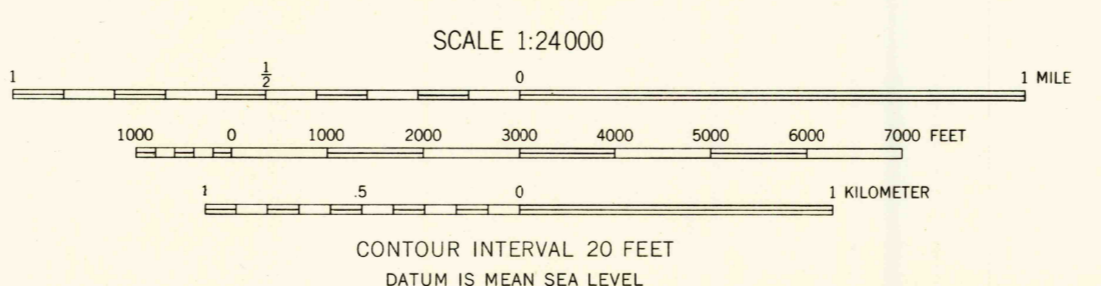 SCALE 1:24000
1 1/2 0 1 MILE
1000 0 1000 2000 3000 4000 5000 6000 7000 FEET
1 .5 0 1 KILOMETER
CONTOUR INTERVAL 20 FEET
DATUM IS MEAN SEA LEVEL